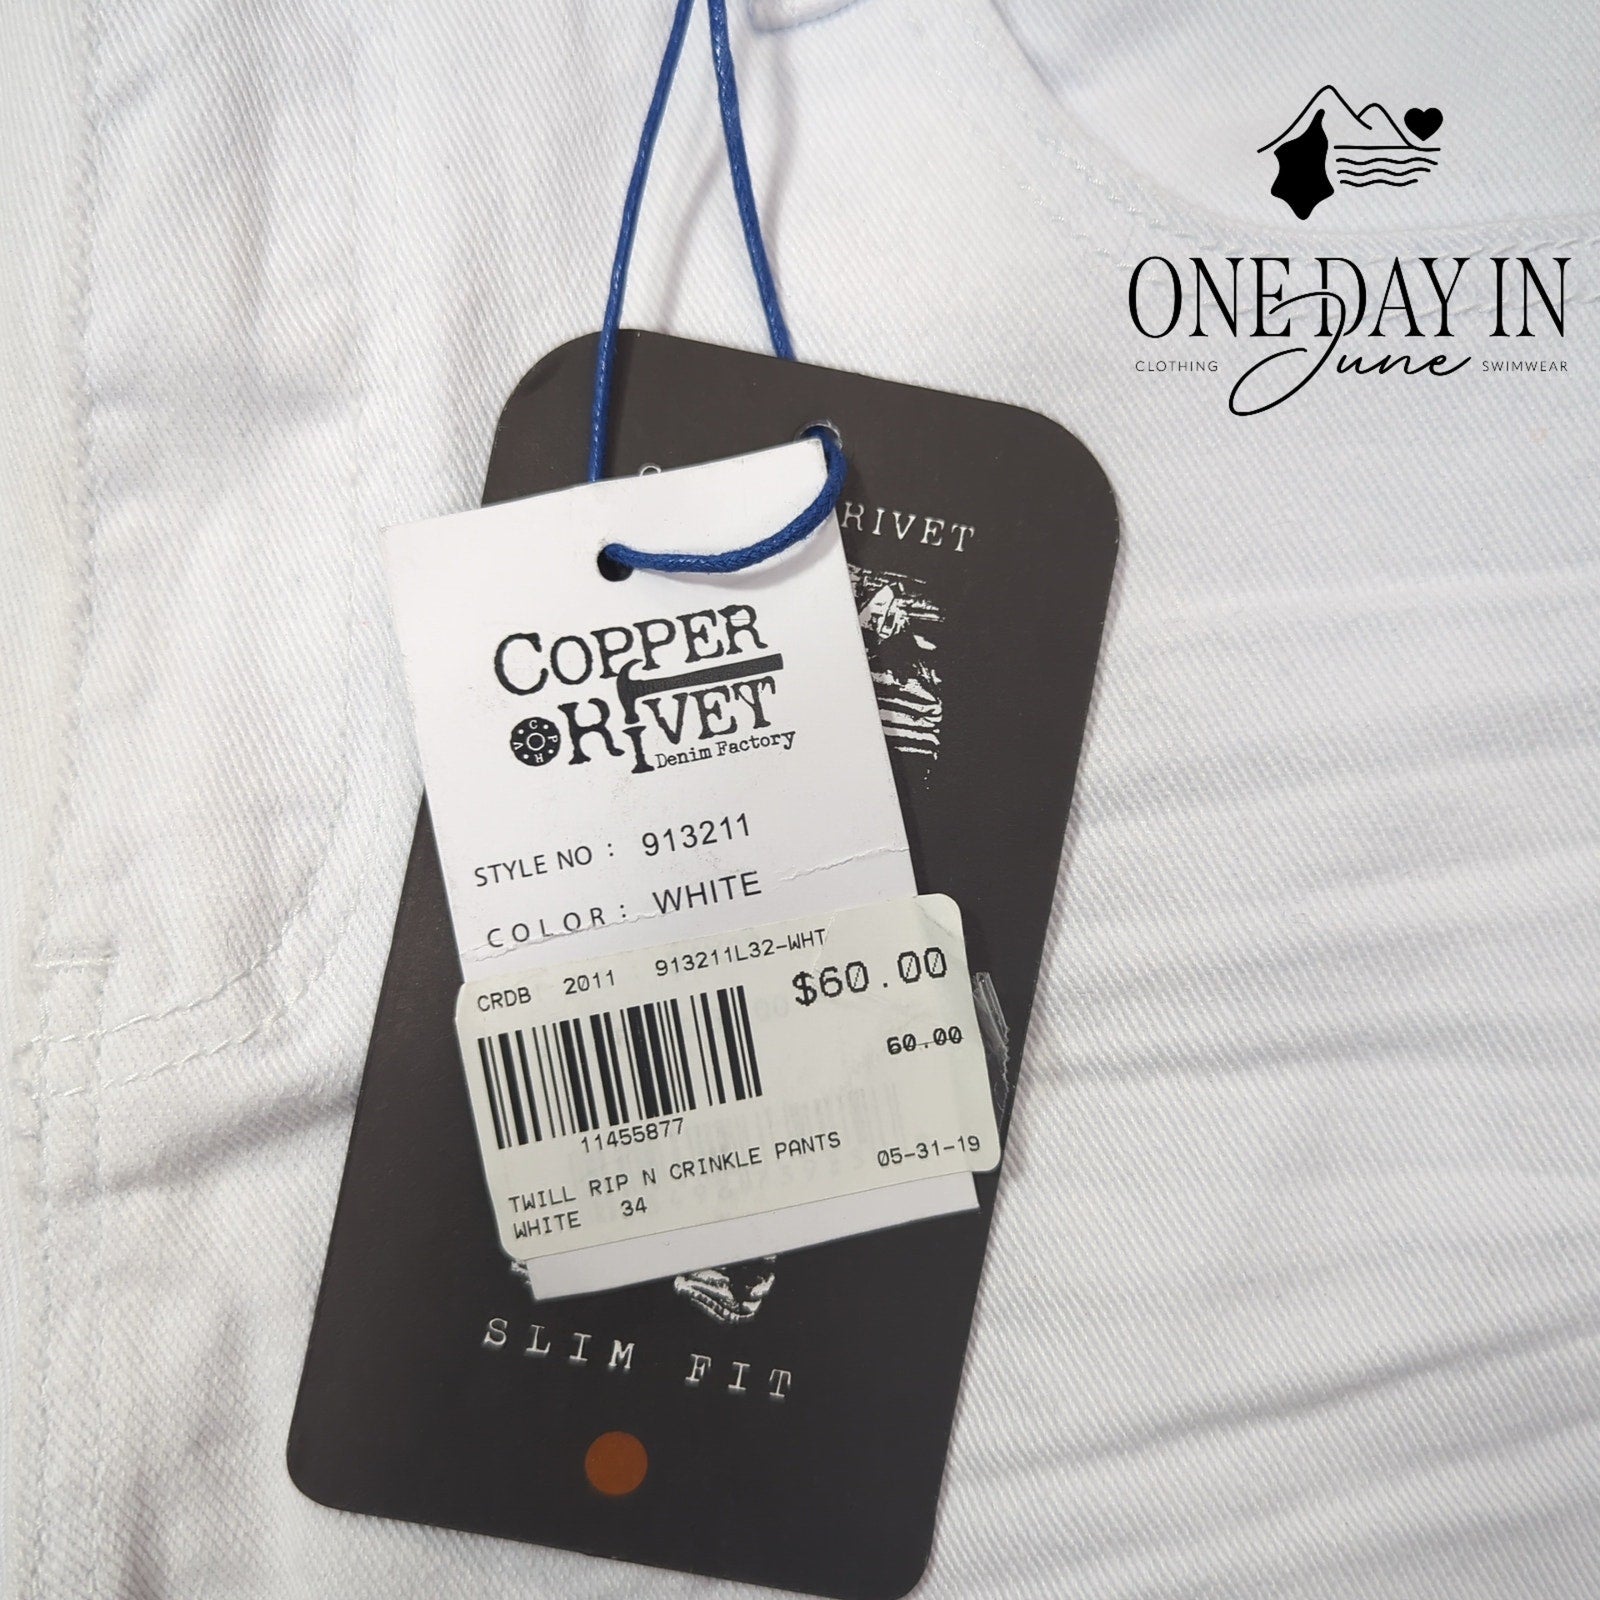 ONE DAY IN
June
CLOTHING
SWIMWEAR
RIVET
COPPER
RIVET
Denim Factory
C
P
H
V
STYLE NO : 913211
COLOR: WHITE
CRDB 2011 913211L32-WHT
$60.00
60.00
11455877
TWILL RIP N CRINKLE PANTS 05-31-19
WHITE 34
SLIM FIT